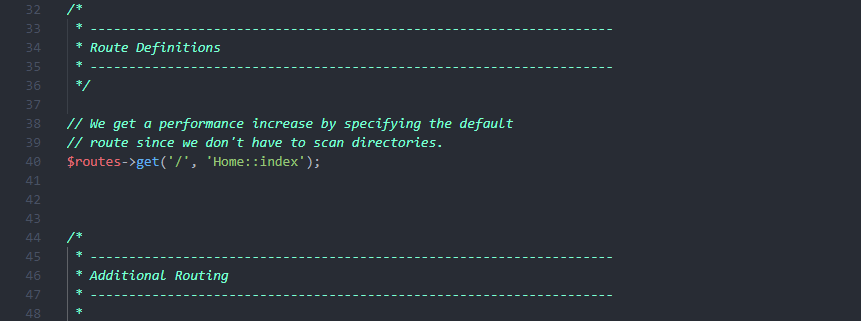 32 /*
33 * --------------------------------------------------------------------
34 * Route Definitions
35 * --------------------------------------------------------------------
36 */
37
38 // We get a performance increase by specifying the default
39 // route since we don't have to scan directories.
40 $routes->get('/', 'Home::index');
41
42
43
44 /*
45 * --------------------------------------------------------------------
46 * Additional Routing
47 * --------------------------------------------------------------------
48 *